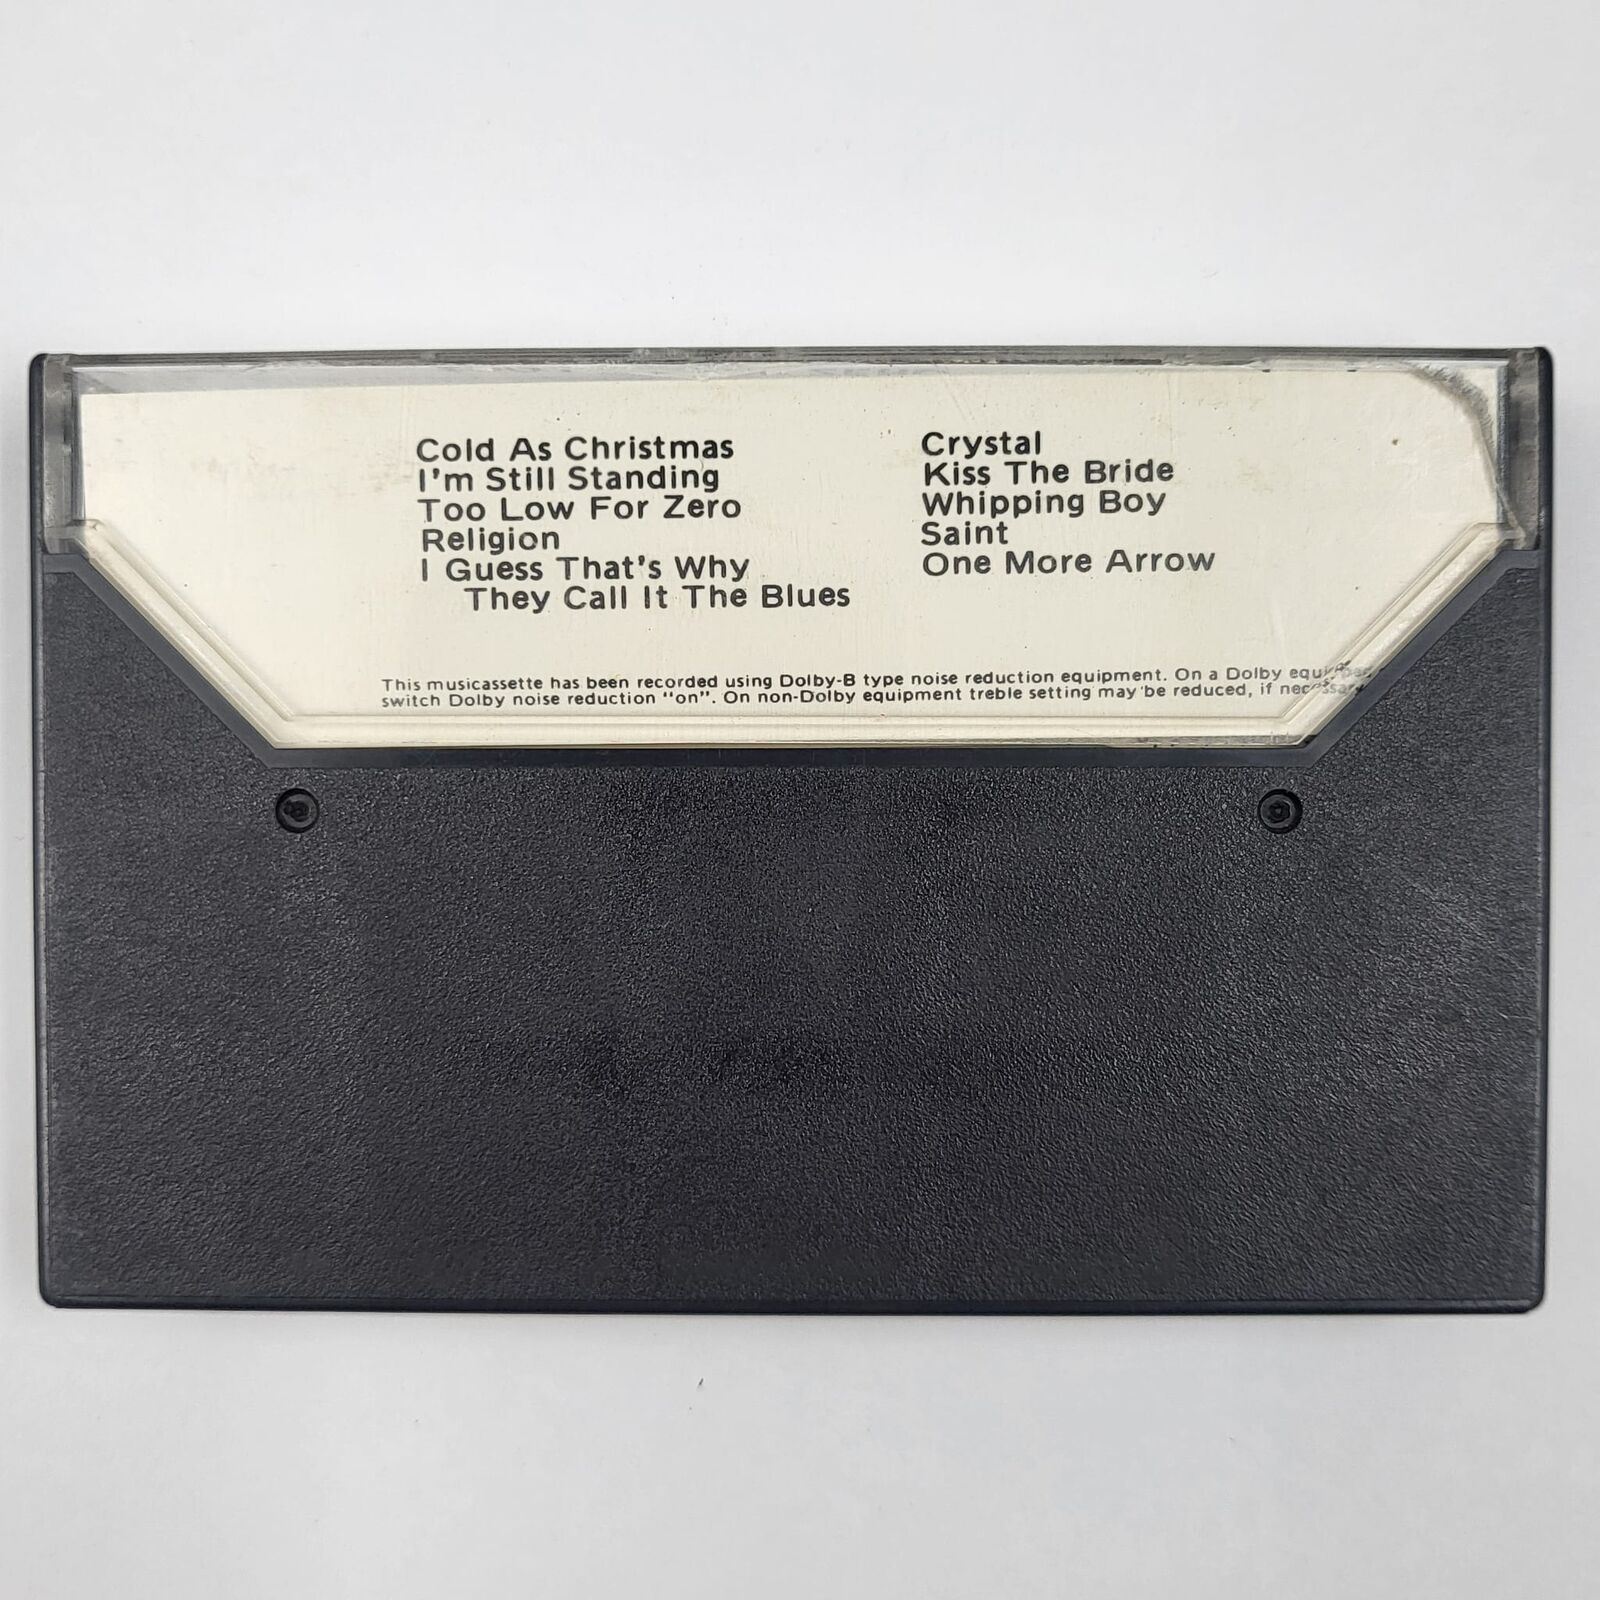 Cold As Christmas
I'm Still Standing
Too Low For Zero
Religion
I Guess That's Why
They Call It The Blues
Crystal
Kiss The Bride
Whipping Boy
Saint
One More Arrow
This musicassette has been recorded using Dolby-B type noise reduction equipment. On a Dolby equipped
switch Dolby noise reduction "on". On non-Dolby equipment treble setting may be reduced, if necessary